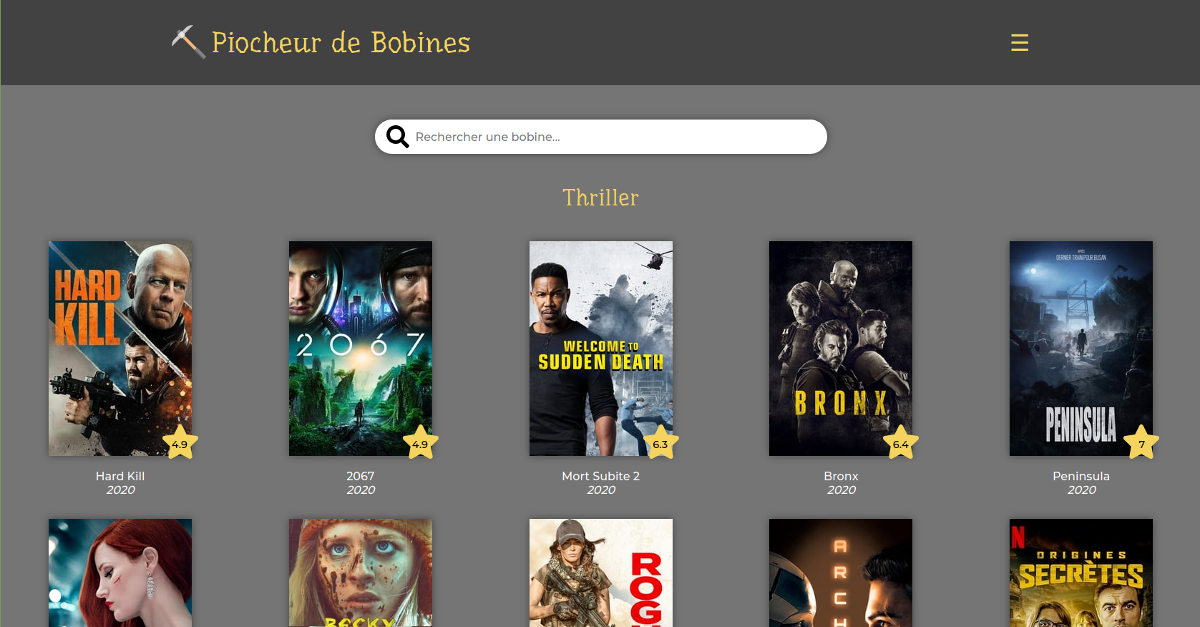 Piocheur de Bobines
☰
Rechercher une bobine...
Thriller
HARD
KILL
4.9
2067
4.9
WELCOME TO
SUDDEN DEATH
6.3
BRONX
6.4
DERNIER TRAIN POUR BUSAN
PENINSULA
7
Hard Kill
2020
2067
2020
Mort Subite 2
2020
Bronx
2020
Peninsula
2020
BECKY
ROG
ARCH
N
ORIGINES
SECRÈTES